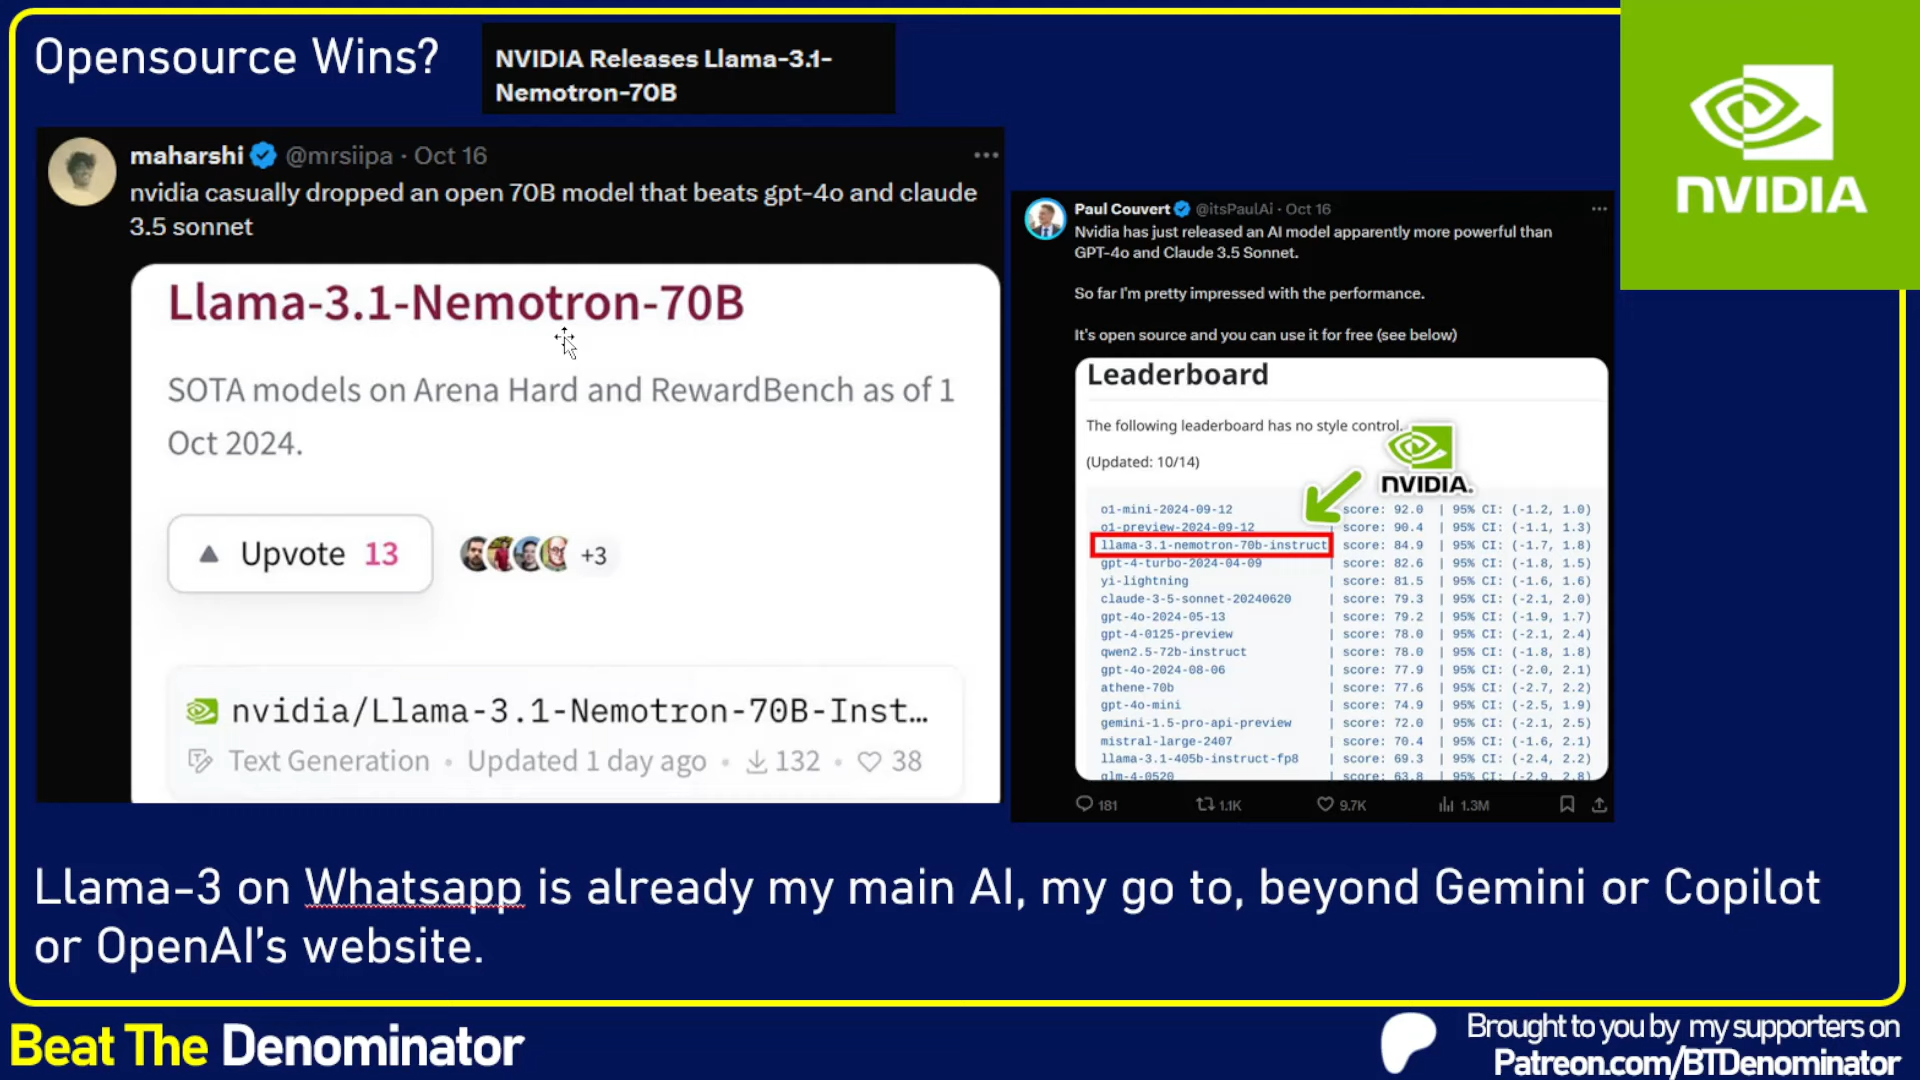 Opensource Wins?
NVIDIA Releases Llama-3.1-
Nemotron-70B
NVIDIA
maharshi @mrsiipa · Oct 16
nvidia casually dropped an open 70B model that beats gpt-4o and claude
3.5 sonnet
Llama-3.1-Nemotron-70B
SOTA models on Arena Hard and RewardBench as of 1
Oct 2024.
Upvote 13 +3
nvidia/Llama-3.1-Nemotron-70B-Inst…
Text Generation • Updated 1 day ago • 132 • 38
Paul Couvert @itsPaulAi · Oct 16
Nvidia has just released an AI model apparently more powerful than
GPT-4o and Claude 3.5 Sonnet.
So far I'm pretty impressed with the performance.
It's open source and you can use it for free (see below)
Leaderboard
The following leaderboard has no style control.
(Updated: 10/14)
NVIDIA.
o1-mini-2024-09-12 | score: 92.0 | 95% CI: (-1.2, 1.0)
o1-preview-2024-09-12 | score: 90.4 | 95% CI: (-1.1, 1.3)
llama-3.1-nemotron-70b-instruct | score: 84.9 | 95% CI: (-1.7, 1.8)
gpt-4-turbo-2024-04-09 | score: 82.6 | 95% CI: (-1.8, 1.5)
yi-lightning | score: 81.5 | 95% CI: (-1.6, 1.6)
claude-3-5-sonnet-20240620 | score: 79.3 | 95% CI: (-2.1, 2.0)
gpt-4o-2024-05-13 | score: 79.2 | 95% CI: (-1.9, 1.7)
gpt-4-0125-preview | score: 78.0 | 95% CI: (-2.1, 2.4)
qwen2.5-72b-instruct | score: 78.0 | 95% CI: (-1.8, 1.8)
gpt-4o-2024-08-06 | score: 77.9 | 95% CI: (-2.0, 2.1)
athene-70b | score: 77.6 | 95% CI: (-2.7, 2.2)
gpt-4o-mini | score: 74.9 | 95% CI: (-2.5, 1.9)
gemini-1.5-pro-api-preview | score: 72.0 | 95% CI: (-2.1, 2.5)
mistral-large-2407 | score: 70.4 | 95% CI: (-1.6, 2.1)
llama-3.1-405b-instruct-fp8 | score: 69.3 | 95% CI: (-2.4, 2.2)
glm-4-0520 | score: 63.8 | 95% CI: (-2.9, 2.8)
181 1.1K 9.7K 1.3M
Llama-3 on Whatsapp is already my main AI, my go to, beyond Gemini or Copilot
or OpenAI's website.
Beat The Denominator
Brought to you by my supporters on
Patreon.com/BTDenominator